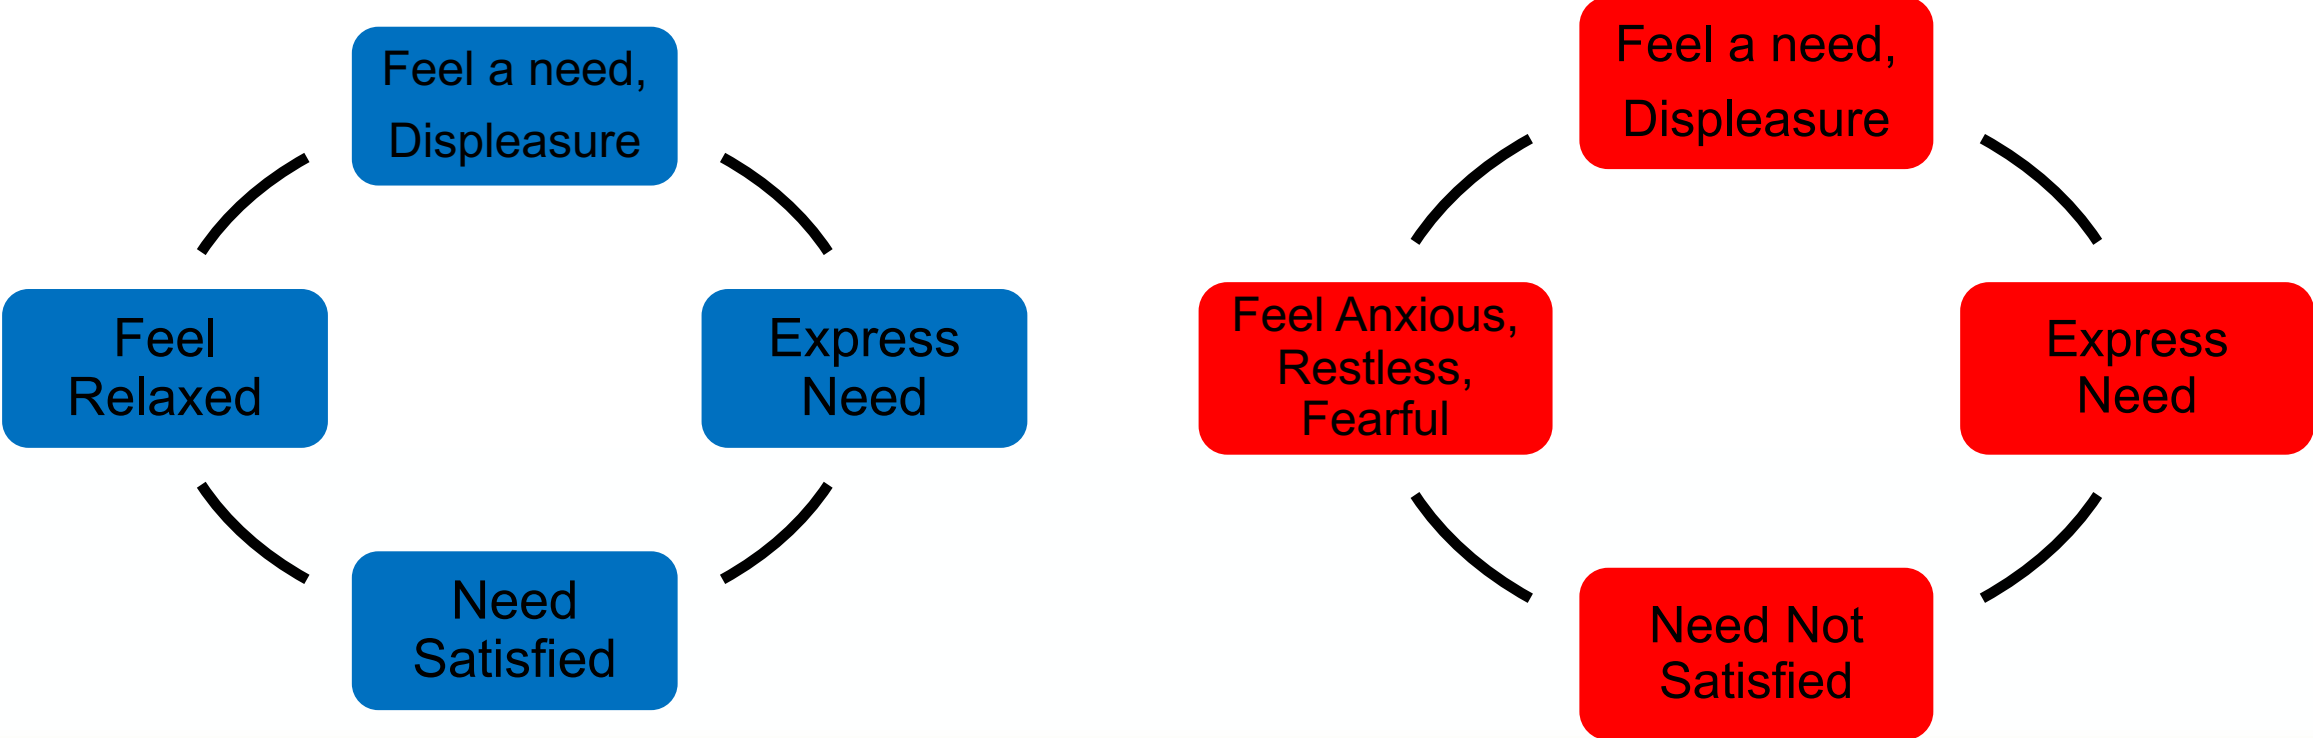 Feel a need,
Displeasure
Express
Need
Need
Satisfied
Feel
Relaxed
Feel a need,
Displeasure
Express
Need
Need Not
Satisfied
Feel Anxious,
Restless,
Fearful